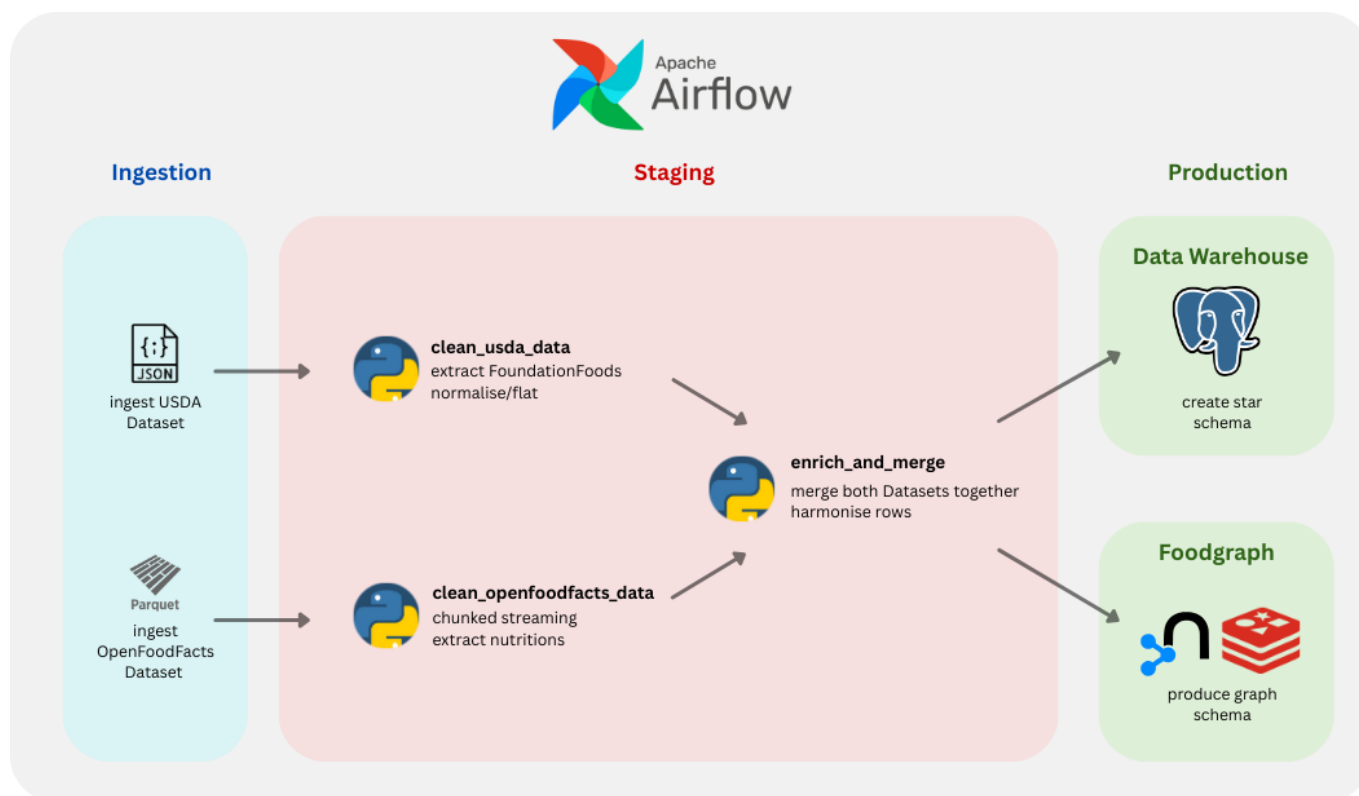 Apache
Airflow
Ingestion
Staging
Production
{;}
JSON
ingest USDA
Dataset
Parquet
ingest
OpenFoodFacts
Dataset
clean_usda_data
extract FoundationFoods
normalise/flat
clean_openfoodfacts_data
chunked streaming
extract nutritions
enrich_and_merge
merge both Datasets together
harmonise rows
Data Warehouse
create star
schema
Foodgraph
produce graph
schema